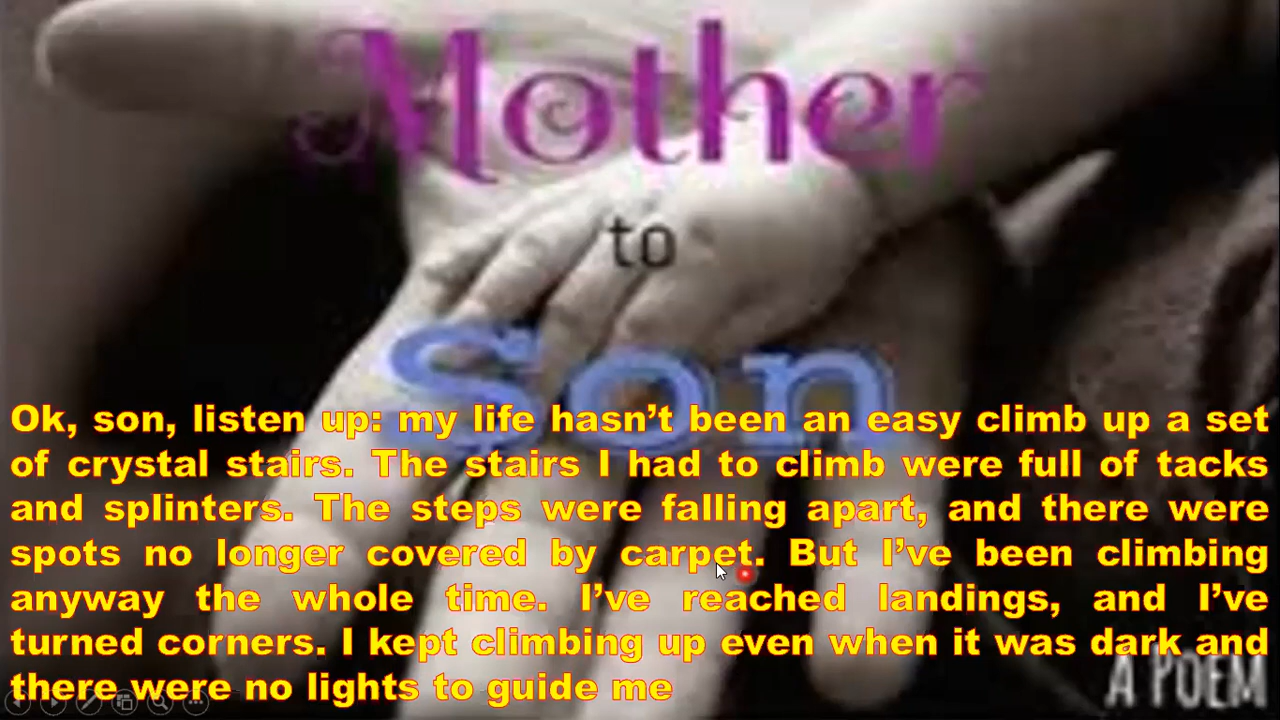 Mother
to
Son
Ok, son, listen up: my life hasn’t been an easy climb up a set
of crystal stairs. The stairs I had to climb were full of tacks
and splinters. The steps were falling apart, and there were
spots no longer covered by carpet. But I’ve been climbing
anyway the whole time. I’ve reached landings, and I’ve
turned corners. I kept climbing up even when it was dark and
there were no lights to guide me
A POEM